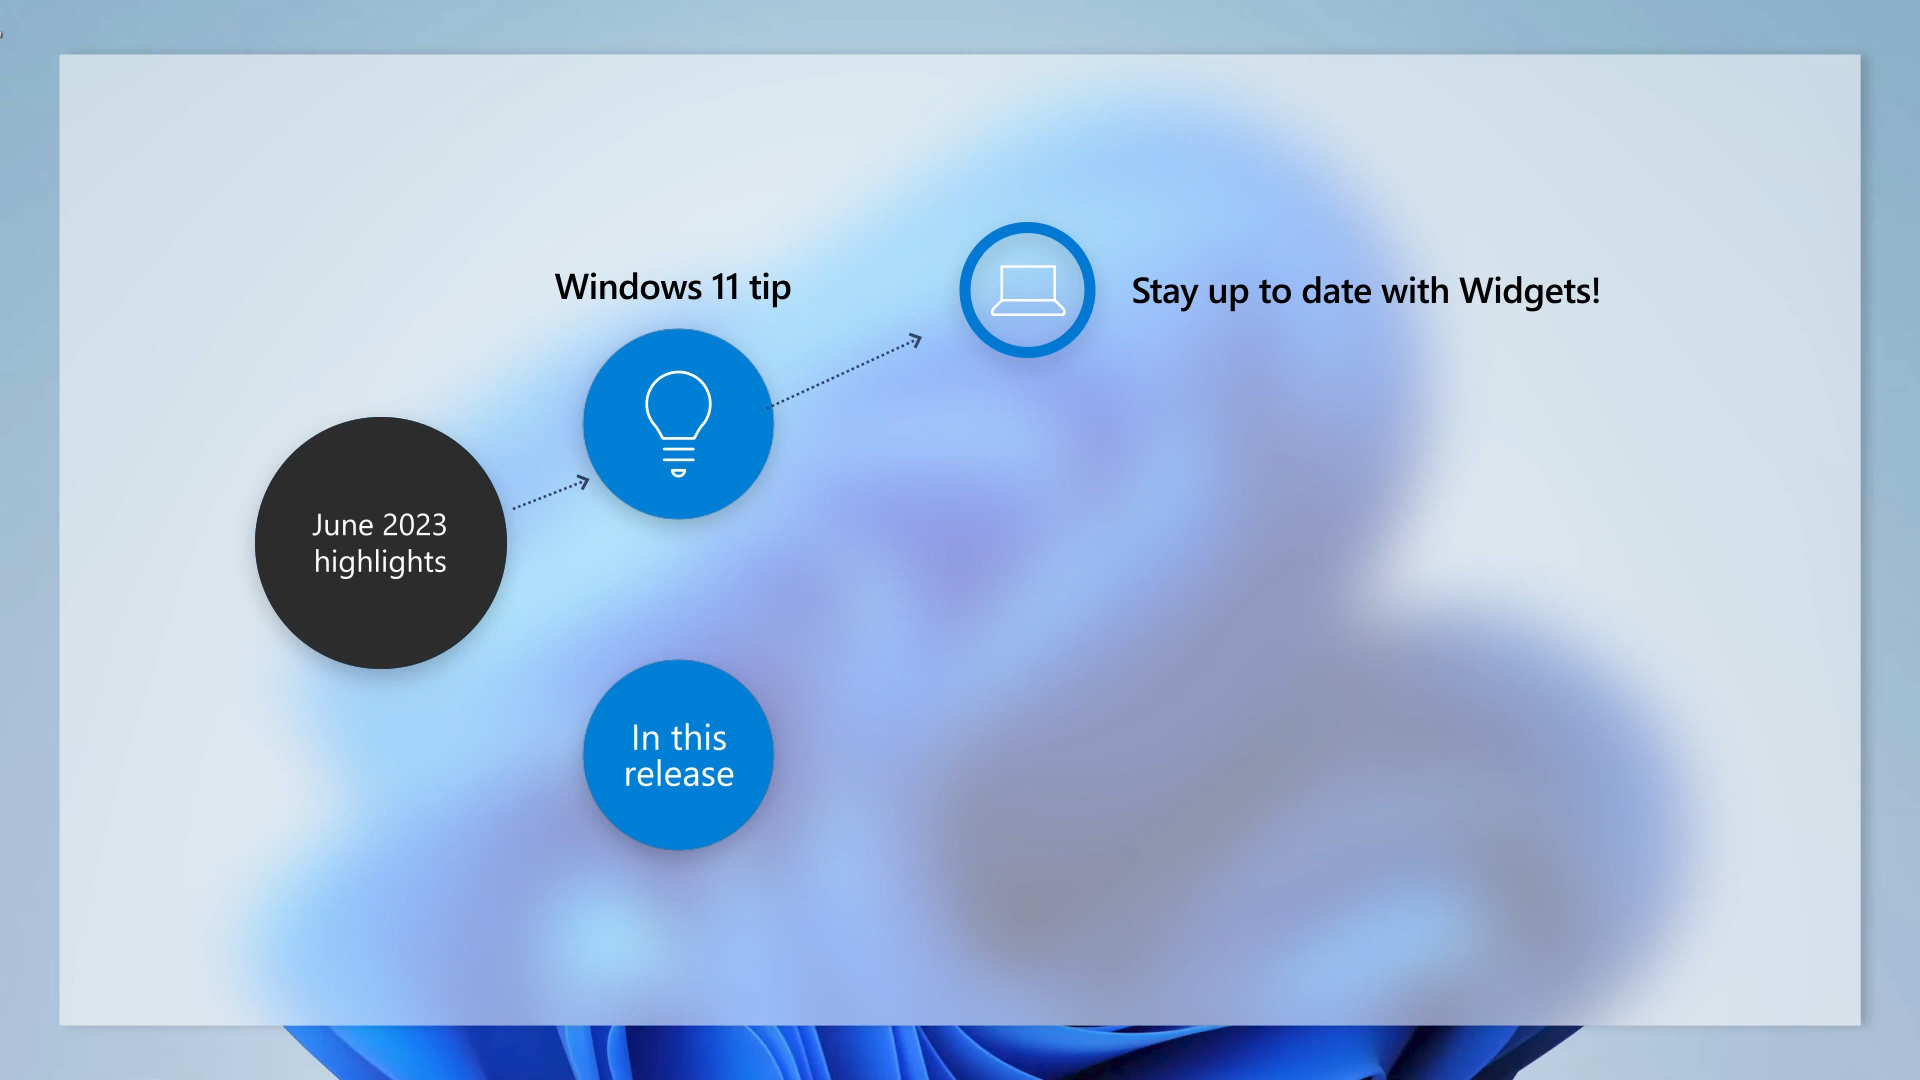 Windows 11 tip
Stay up to date with Widgets!
June 2023
highlights
In this
release